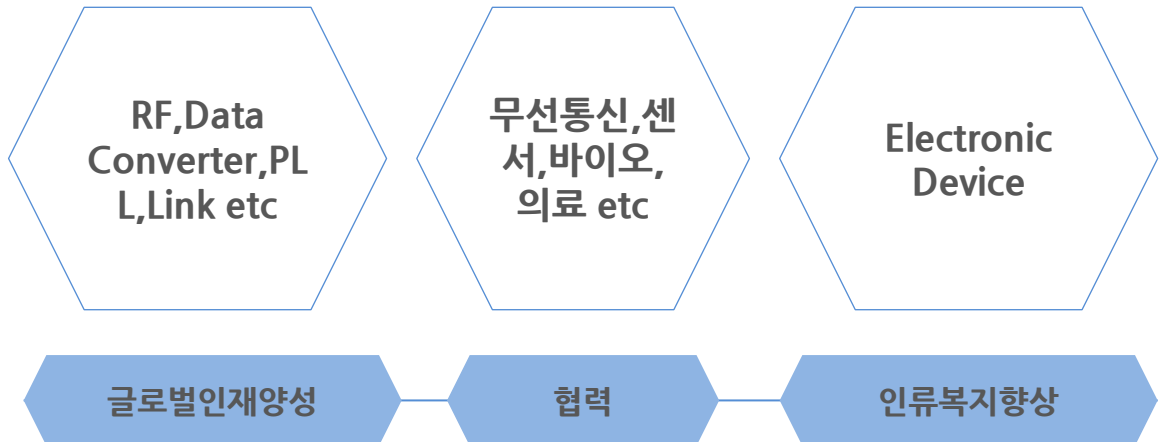 RF,Data
Converter,PL
L,Link etc
무선통신,센
서,바이오,
의료 etc
Electronic
Device
글로벌인재양성
협력
인류복지향상